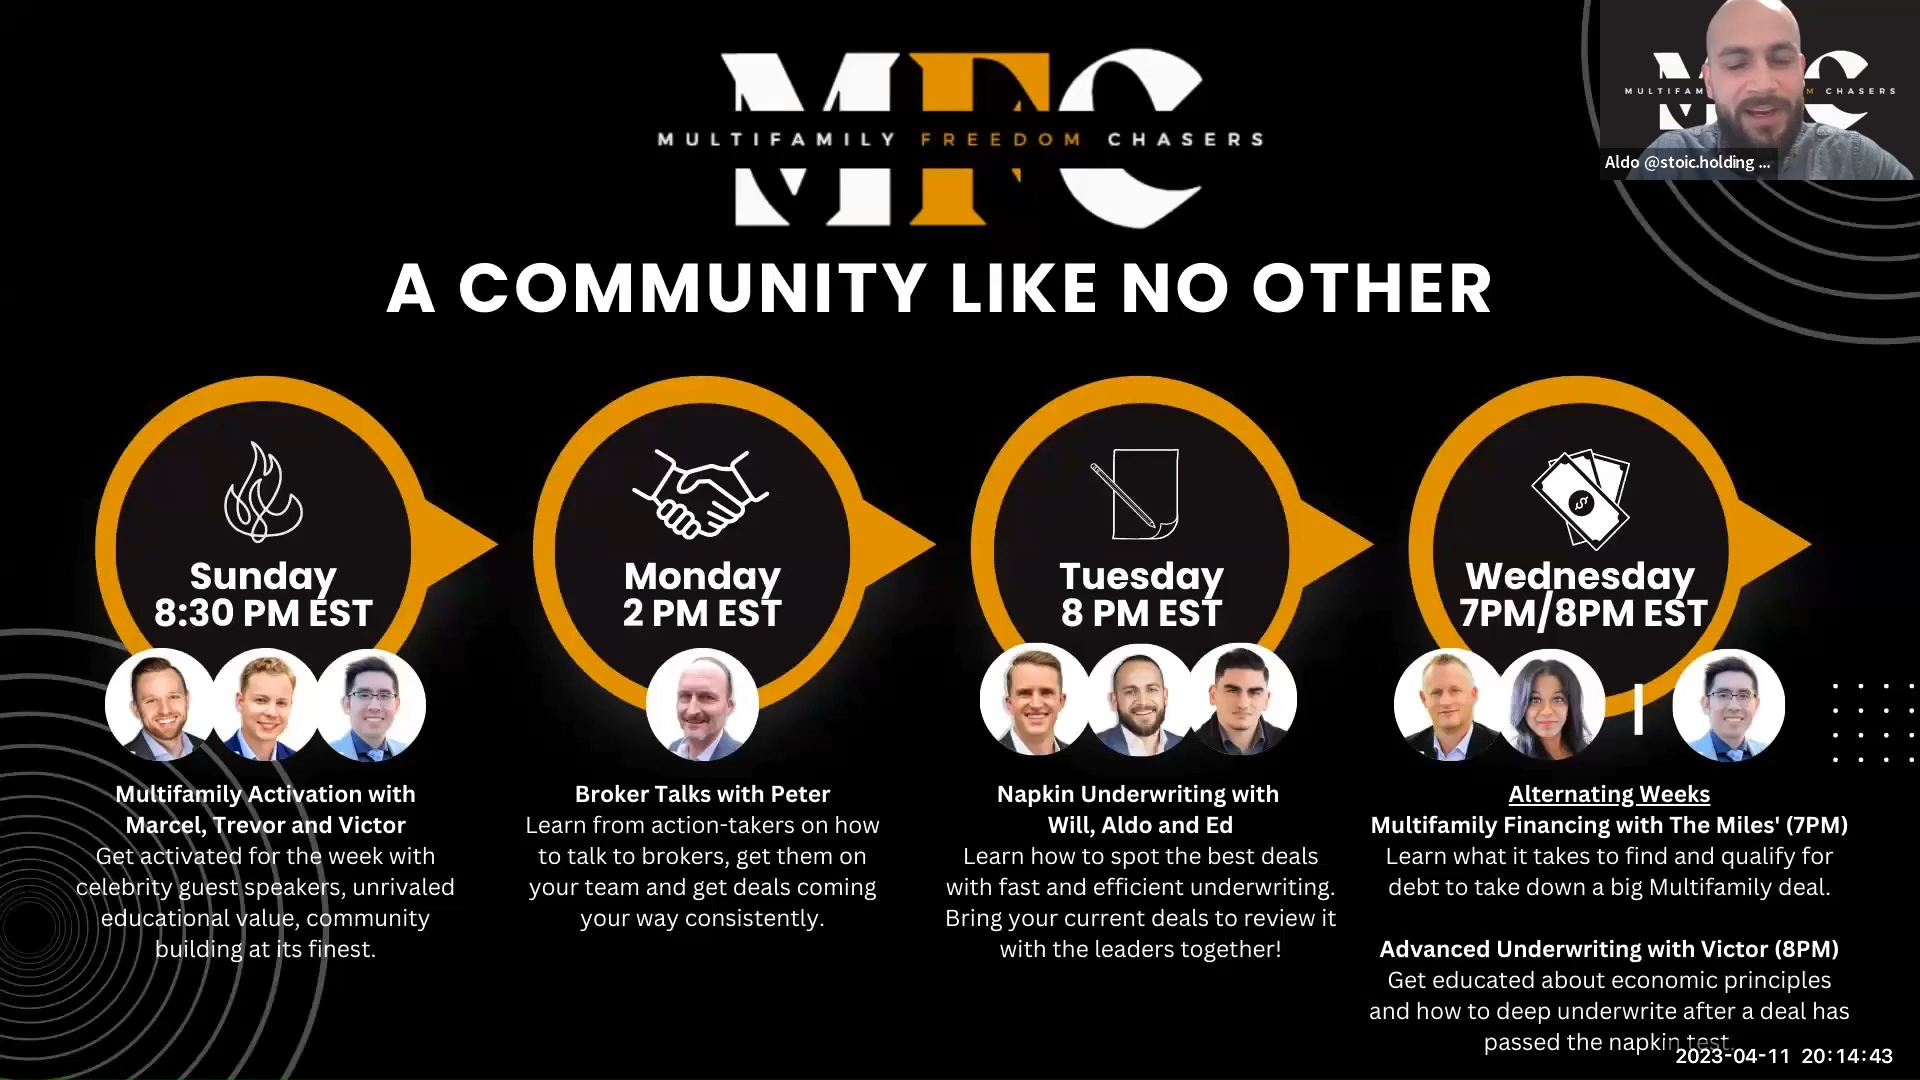 MFC
MULTIFAMILY FREEDOM CHASERS
A COMMUNITY LIKE NO OTHER
MULTIFAM M CHASERS
Aldo @stoic.holding ...
Sunday
8:30 PM EST
Multifamily Activation with
Marcel, Trevor and Victor
Get activated for the week with
celebrity guest speakers, unrivaled
educational value, community
building at its finest.
Monday
2 PM EST
Broker Talks with Peter
Learn from action-takers on how
to talk to brokers, get them on
your team and get deals coming
your way consistently.
Tuesday
8 PM EST
Napkin Underwriting with
Will, Aldo and Ed
Learn how to spot the best deals
with fast and efficient underwriting.
Bring your current deals to review it
with the leaders together!
Wednesday
7PM/8PM EST
Alternating Weeks
Multifamily Financing with The Miles' (7PM)
Learn what it takes to find and qualify for
debt to take down a big Multifamily deal.
Advanced Underwriting with Victor (8PM)
Get educated about economic principles
and how to deep underwrite after a deal has
passed the napkin test.
2023-04-11 20:14:43